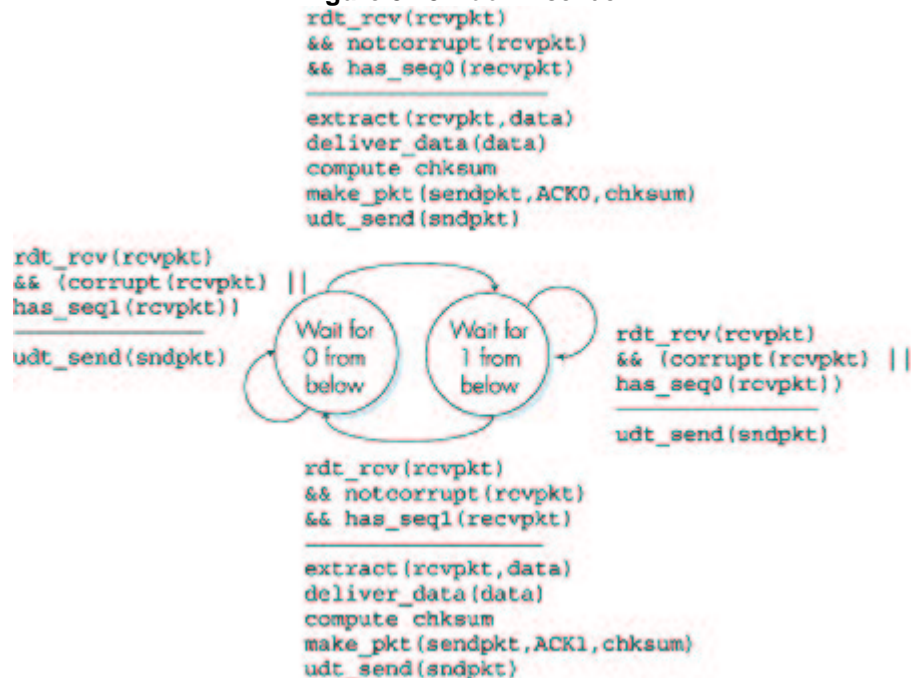 rdt_rcv(rcvpkt)
&& notcorrupt(rcvpkt)
&& has_seq0(recvpkt)
extract(rcvpkt,data)
deliver_data(data)
compute chksum
make_pkt(sendpkt,ACK0,chksum)
udt_send(sndpkt)
rdt_rcv(rcvpkt)
&& (corrupt(rcvpkt) ||
has_seq1(rcvpkt))
udt_send(sndpkt)
Wait for
0 from
below
Wait for
1 from
below
rdt_rcv(rcvpkt)
&& (corrupt(rcvpkt) ||
has_seq0(rcvpkt))
udt_send(sndpkt)
rdt_rcv(rcvpkt)
&& notcorrupt(rcvpkt)
&& has_seq1(recvpkt)
extract(rcvpkt,data)
deliver_data(data)
compute chksum
make_pkt(sendpkt,ACK1,chksum)
udt_send(sndpkt)